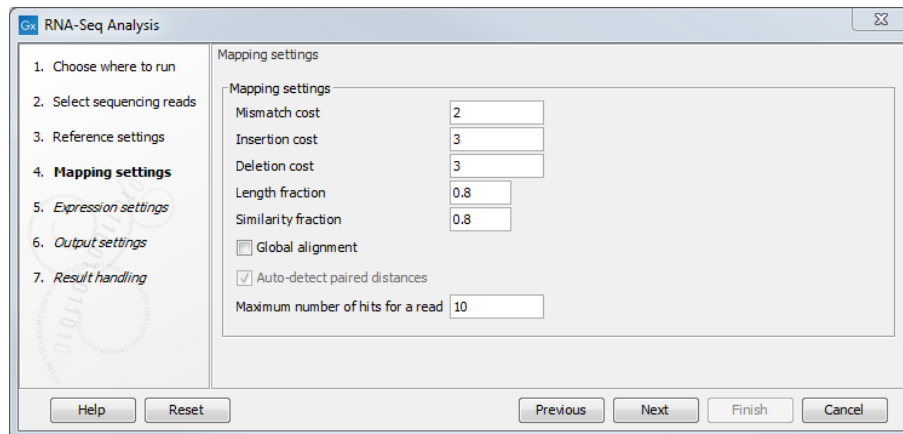 Gx RNA-Seq Analysis
1. Choose where to run
2. Select sequencing reads
3. Reference settings
4. Mapping settings
5. Expression settings
6. Output settings
7. Result handling
Mapping settings
Mapping settings
Mismatch cost 2
Insertion cost 3
Deletion cost 3
Length fraction 0.8
Similarity fraction 0.8
Global alignment
Auto-detect paired distances
Maximum number of hits for a read 10
Help Reset Previous Next Finish Cancel